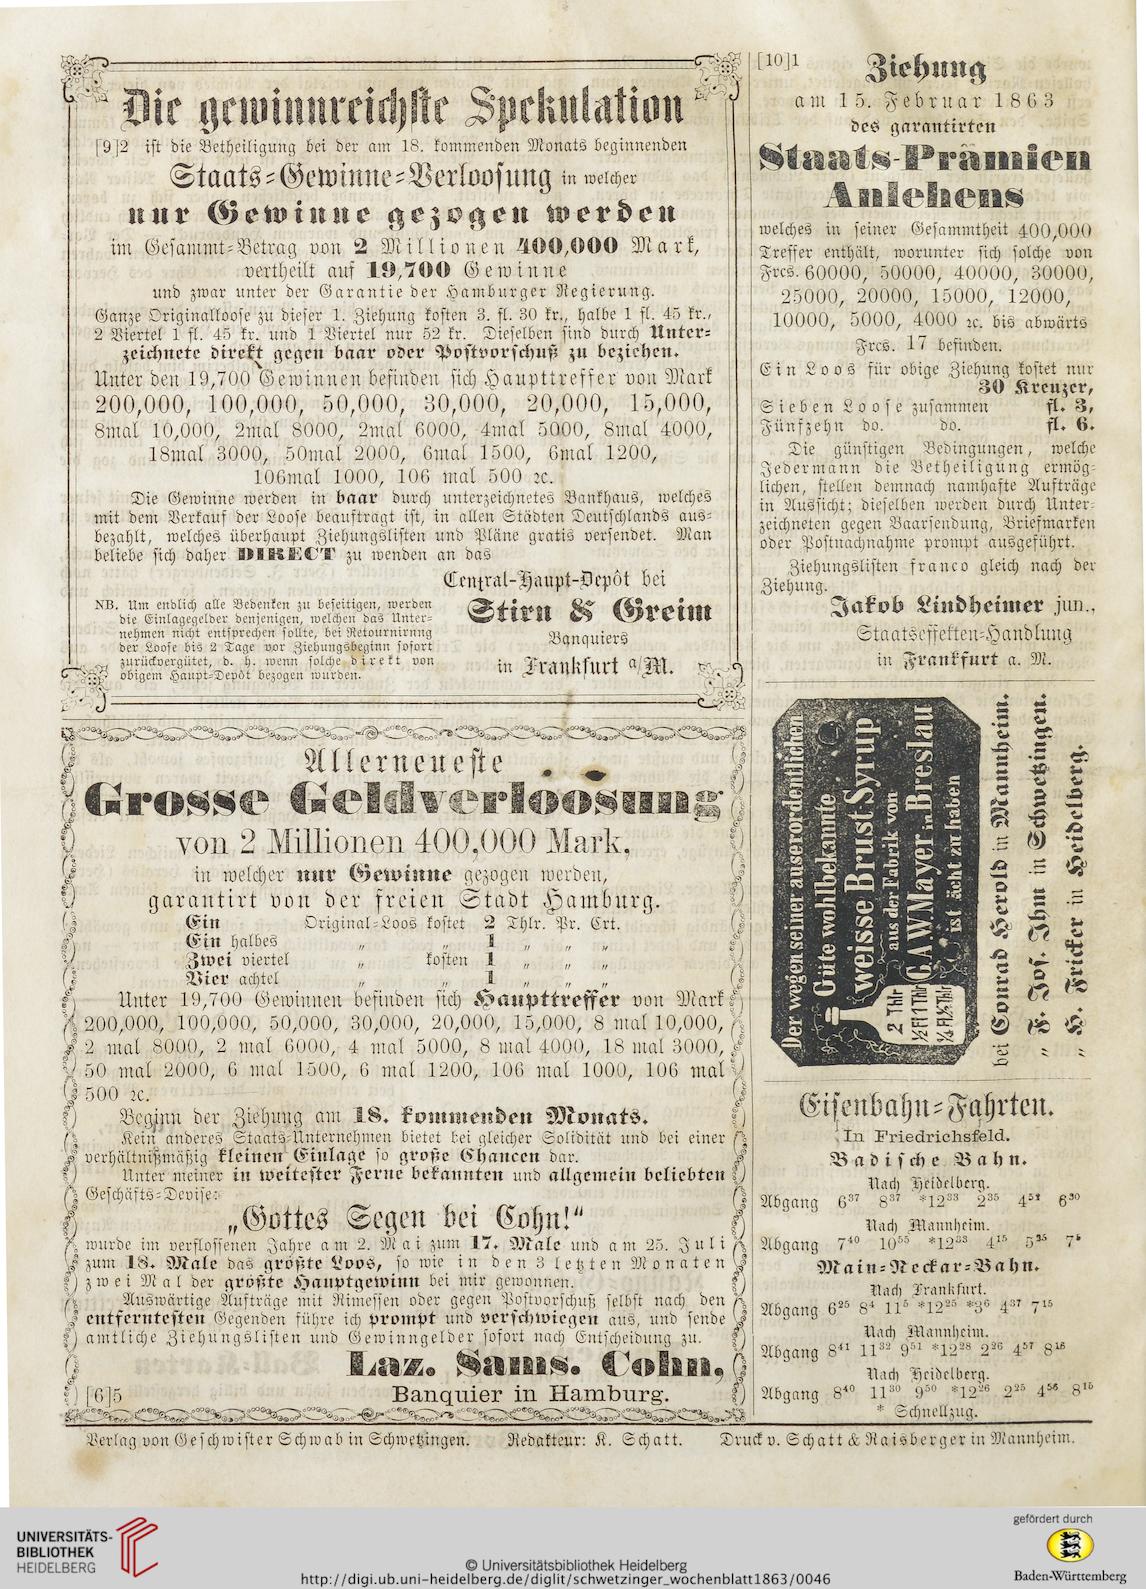 Die gewinnreichste Spekulation
[9]2 ist die Betheiligung bei der am 18. kommenden Monats beginnenden
Staats-Gewinne-Verloosung in welcher
nur Gewinne gezogen werden
im Gesammt-Betrag von 2 Millionen 400,000 Mark,
vertheilt auf 19,700 Gewinne
und zwar unter der Garantie der Hamburger Regierung.
Ganze Originalloose zu dieser 1. Ziehung kosten 3. fl. 30 kr., halbe 1 fl. 45 kr.,
2 Viertel 1 fl. 45 kr. und 1 Viertel nur 52 kr. Dieselben sind durch Unter-
zeichnete direkt gegen baar oder Postvorschuß zu beziehen.
Unter den 19,700 Gewinnen befinden sich Haupttreffer von Mark
200,000, 100,000, 50,000, 30,000, 20,000, 15,000,
8mal 10,000, 2mal 8000, 2mal 6000, 4mal 5000, 8mal 4000,
18mal 3000, 50mal 2000, 6mal 1500, 6mal 1200,
106mal 1000, 106 mal 500 ꝛc.
Die Gewinne werden in baar durch unterzeichnetes Bankhaus, welches
mit dem Verkauf der Loose beauftragt ist, in allen Städten Deutschlands aus-
bezahlt, welches überhaupt Ziehungslisten und Pläne gratis versendet. Man
beliebe sich daher DIRECT zu wenden an das
Central-Haupt-Depôt bei
Stirn & Greim
Banquiers
in Frankfurt a/M.
NB. Um endlich alle Bedenken zu beseitigen, werden
die Einlagegelder denjenigen, welchen das Unter-
nehmen nicht entsprechen sollte, bei Retournirung
der Loose bis 2 Tage vor Ziehungsbeginn sofort
zurückvergütet, d. h. wenn solche direkt von
obigem Haupt-Depôt bezogen wurden.
Allerneueste
Grosse Geldverloosung
von 2 Millionen 400,000 Mark,
in welcher nur Gewinne gezogen werden,
garantirt von der freien Stadt Hamburg.
Ein Original-Loos kostet 2 Thlr. Pr. Crt.
Ein halbes „ „ 1 „ „ „
Zwei viertel „ kosten 1 „ „ „
Vier achtel „ „ 1 „ „ „
Unter 19,700 Gewinnen befinden sich Haupttreffer von Mark
200,000, 100,000, 50,000, 30,000, 20,000, 15,000, 8 mal 10,000,
2 mal 8000, 2 mal 6000, 4 mal 5000, 8 mal 4000, 18 mal 3000,
50 mal 2000, 6 mal 1500, 6 mal 1200, 106 mal 1000, 106 mal
500 ꝛc.
Beginn der Ziehung am 18. kommenden Monats.
Kein anderes Staats-Unternehmen bietet bei gleicher Solidität und bei einer
verhältnißmäßig kleinen Einlage so große Chancen dar.
Unter meiner in weitester Ferne bekannten und allgemein beliebten
Geschäfts-Devise:
„Gottes Segen bei Cohn!“
wurde im verflossenen Jahre am 2. Mai zum 17. Male und am 25. Juli
zum 18. Male das größte Loos, so wie in den 3 letzten Monaten
zwei Mal der größte Hauptgewinn bei mir gewonnen.
Auswärtige Aufträge mit Rimessen oder gegen Postvorschuß selbst nach den
entferntesten Gegenden führe ich prompt und verschwiegen aus, und sende
amtliche Ziehungslisten und Gewinngelder sofort nach Entscheidung zu.
Laz. Sams. Cohn,
[6]5 Banquier in Hamburg.
[10]1 Ziehung
am 15. Februar 1863
des garantirten
Staats-Prämien
Anlehens
welches in seiner Gesammtheit 400,000
Treffer enthält, worunter sich solche von
Frcs. 60000, 50000, 40000, 30000,
25000, 20000, 15000, 12000,
10000, 5000, 4000 ꝛc. bis abwärts
Frcs. 17 befinden.
Ein Loos für obige Ziehung kostet nur
30 Kreuzer,
Sieben Loose zusammen fl. 3,
Fünfzehn do. do. fl. 6.
Die günstigen Bedingungen, welche
Jedermann die Betheiligung ermög-
lichen, stellen demnach namhafte Aufträge
in Aussicht; dieselben werden durch Unter-
zeichneten gegen Baarsendung, Briefmarken
oder Postnachnahme prompt ausgeführt.
Ziehungslisten franco gleich nach der
Ziehung.
Jakob Lindheimer jun.,
Staatseffekten-Handlung
in Frankfurt a. M.
Der wegen seiner auserordentlichen
Güte wohlbekannte
weisse Brust Syrup
aus der Fabrik von
G.A.W. Mayer in Breslau
ist ächt zu haben
2 Thlr
½ Fl 1 Thlr
¼ Fl ½ Thlr
bei Conrad Herold in Mannheim.
„ F. Jos. Ihm in Schwetzingen.
„ H. Fricker in Heidelberg.
Eisenbahn-Fahrten.
In Friedrichsfeld.
Badische Bahn.
Nach Heidelberg.
Abgang 6³⁷ 8³⁷ *12³³ 2³⁵ 4⁵² 6³⁰
Nach Mannheim.
Abgang 7⁴⁰ 10⁵⁵ *12³³ 4¹⁵ 5³⁵ 7⁵
Main-Neckar-Bahn.
Nach Frankfurt.
Abgang 6²⁵ 8⁴ 11⁵ *12²⁵ *3⁶ 4³⁷ 7¹⁵
Nach Mannheim.
Abgang 8⁴¹ 11³² 9⁵¹ *12²⁸ 2²⁶ 4⁵⁷ 8¹⁶
Nach Heidelberg.
Abgang 8⁴⁰ 11³⁰ 9⁵⁰ *12²⁶ 2²⁵ 4⁵⁶ 8¹⁵
* Schnellzug.
Verlag von Geschwister Schwab in Schwetzingen. Redakteur: K. Schatt. Druck v. Schatt & Raisberger in Mannheim.
UNIVERSITÄTS-
BIBLIOTHEK
HEIDELBERG
© Universitätsbibliothek Heidelberg
http://digi.ub.uni-heidelberg.de/diglit/schwetzinger_wochenblatt1863/0046
gefördert durch
Baden-Württemberg